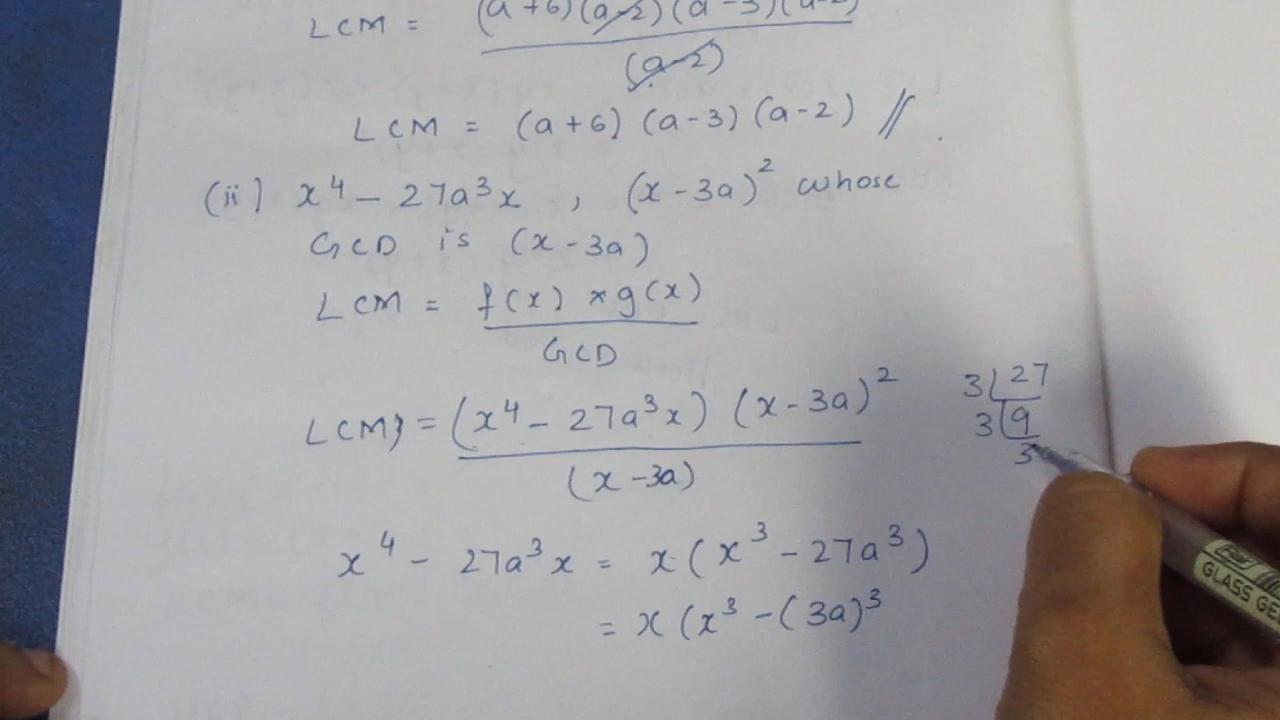 LCM = (a+6)(a-2)(a-3)(a-2)
(a-2)
LCM = (a+6) (a-3) (a-2) //
(ii) x⁴ - 27a³x , (x-3a)² whose
GCD is (x-3a)
LCM = f(x) × g(x)
GCD
LCM} = (x⁴ - 27a³x) (x-3a)²
(x-3a)
3 27
3 9
3
x⁴ - 27a³x = x(x³ - 27a³)
= x(x³ - (3a)³
GLASS GE